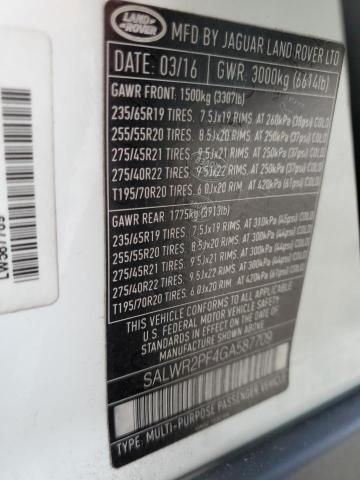 LAND ROVER
MFD BY JAGUAR LAND ROVER LTD
DATE: 03/16 GWR: 3000kg (6614lb)
GAWR FRONT: 1500kg (3307lb)
235/65R19 TIRES. 7.5Jx19 RIMS. AT 260kPa (38psi) COLD
255/55R20 TIRES. 8.5Jx20 RIMS. AT 250kPa (37psi) COLD
275/45R21 TIRES. 9.5Jx21 RIMS. AT 250kPa (37psi) COLD
275/40R22 TIRES. 9.5Jx22 RIMS. AT 250kPa (37psi) COLD
T195/70R20 TIRES. 6.0Jx20 RIM. AT 420kPa (61psi) COLD
GAWR REAR: 1775kg (3913lb)
235/65R19 TIRES. 7.5Jx19 RIMS. AT 310kPa (45psi) COLD
255/55R20 TIRES. 8.5Jx20 RIMS. AT 300kPa (44psi) COLD
275/45R21 TIRES. 9.5Jx21 RIMS. AT 300kPa (44psi) COLD
275/40R22 TIRES. 9.5Jx22 RIMS. AT 300kPa (44psi) COLD
T195/70R20 TIRES. 6.0Jx20 RIM. AT 420kPa (61psi) COLD
THIS VEHICLE CONFORMS TO ALL APPLICABLE
U.S. FEDERAL MOTOR VEHICLE SAFETY AND THEFT
PREVENTION STANDARDS IN EFFECT ON THE DATE OF
MANUFACTURE SHOWN ABOVE.
SALWR2PF4GA587709
TYPE: MULTI-PURPOSE PASSENGER VEHICLE